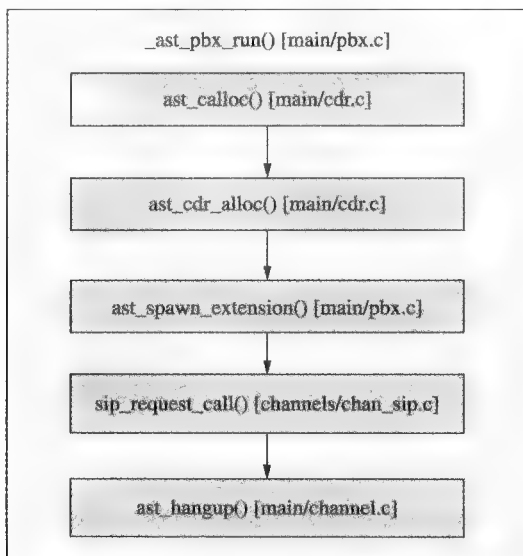 _ast_pbx_run() [main/pbx.c]
ast_calloc() [main/cdr.c]
ast_cdr_alloc() [main/cdr.c]
ast_spawn_extension() [main/pbx.c]
sip_request_call() [channels/chan_sip.c]
ast_hangup() [main/channel.c]